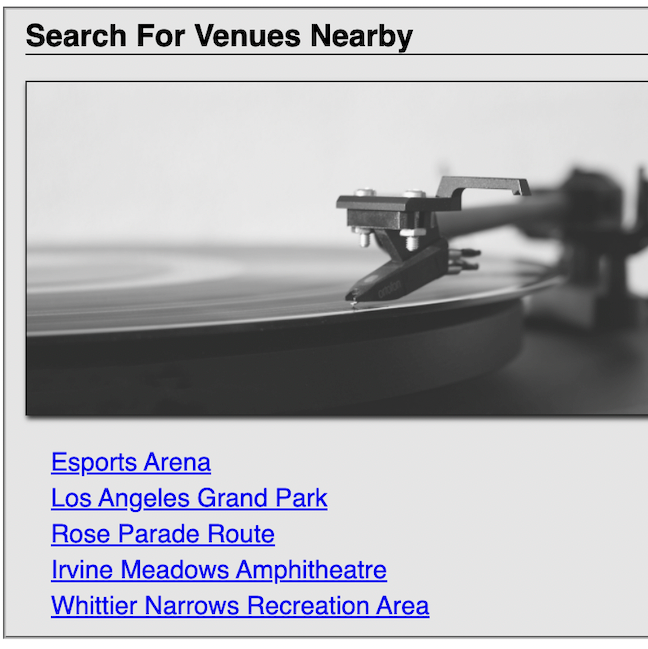 Search For Venues Nearby
ortofon
Esports Arena
Los Angeles Grand Park
Rose Parade Route
Irvine Meadows Amphitheatre
Whittier Narrows Recreation Area